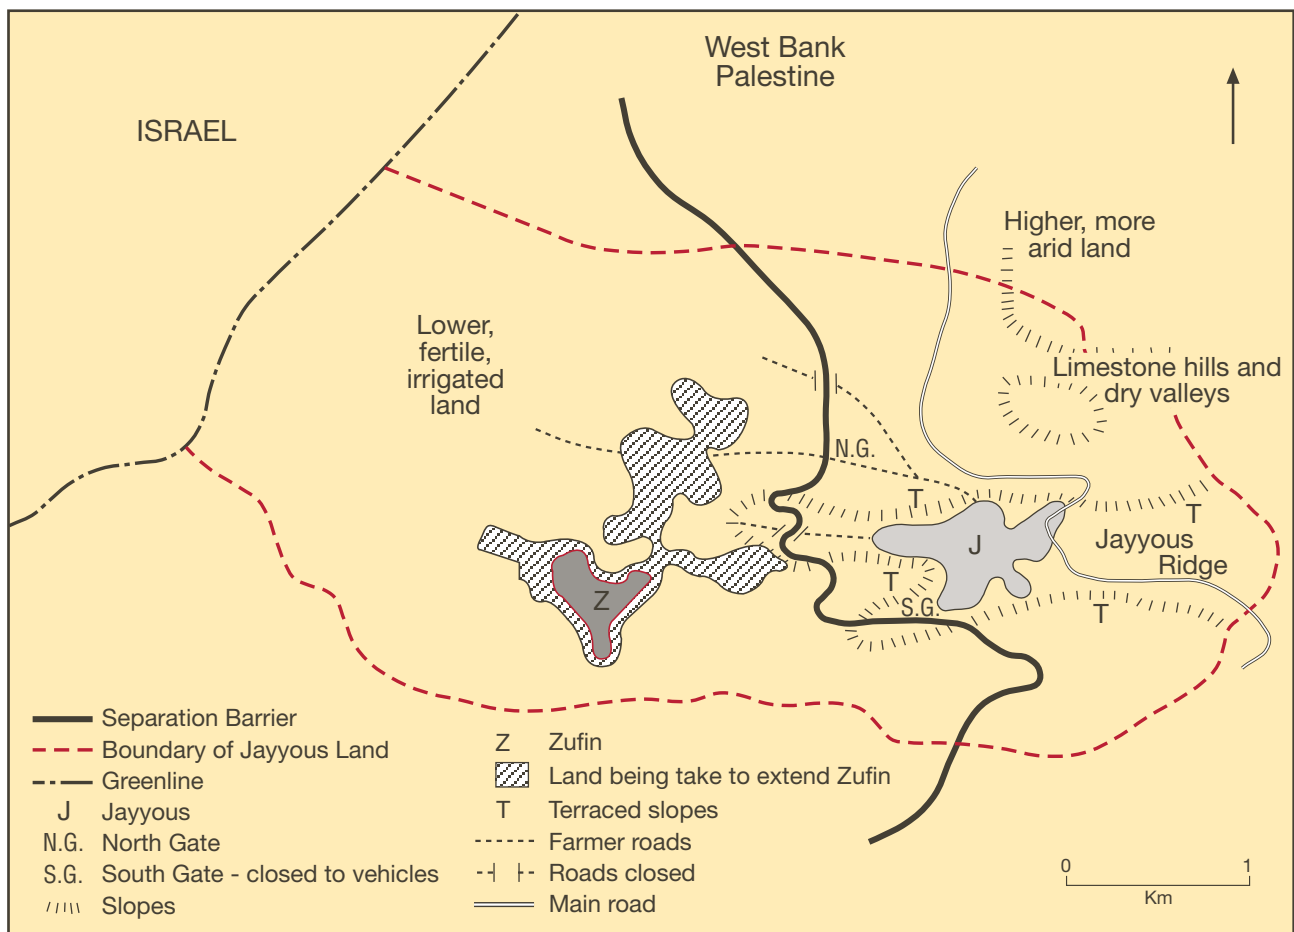 West Bank
Palestine
ISRAEL
Higher, more
arid land
Lower,
fertile,
irrigated
land
Limestone hills and
dry valleys
N.G.
T
T
J
Jayyous
Ridge
T
Z
S.G.
T
Separation Barrier
Boundary of Jayyous Land
Greenline
J Jayyous
N.G. North Gate
S.G. South Gate - closed to vehicles
Slopes
Z Zufin
Land being take to extend Zufin
T Terraced slopes
Farmer roads
Roads closed
Main road
0 1
Km